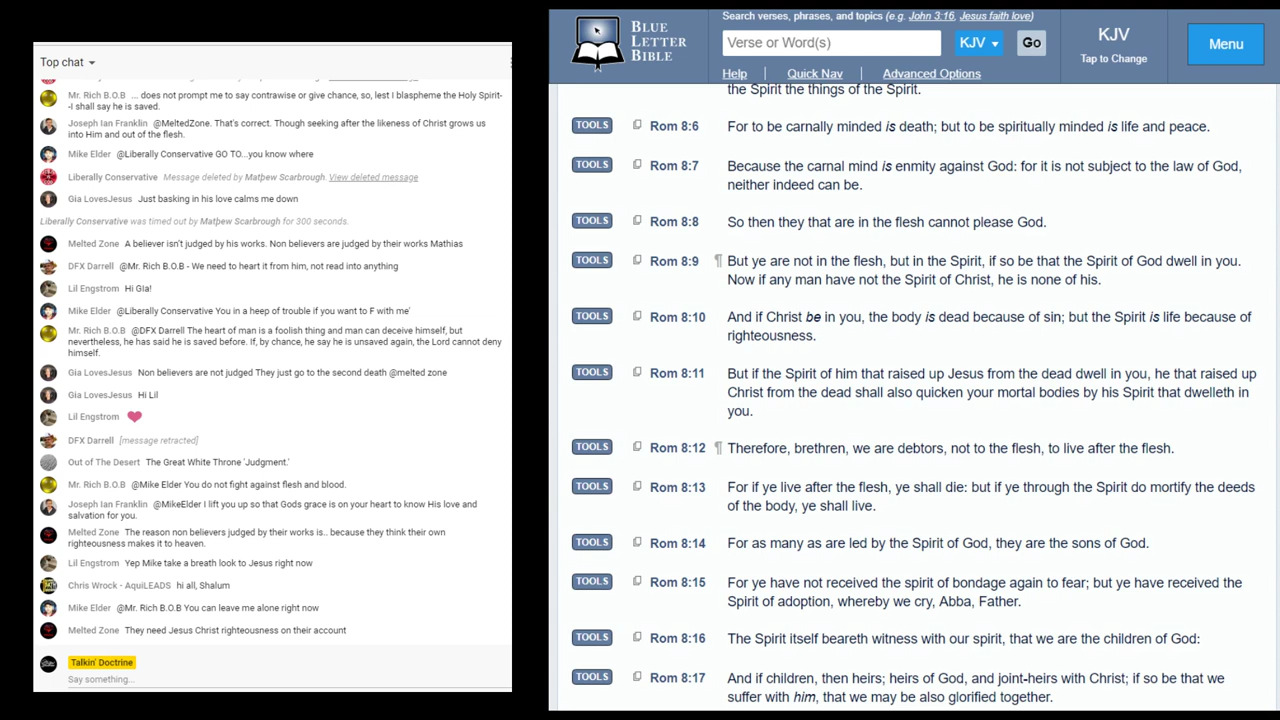 Top chat
Mr. Rich B.O.B ... does not prompt me to say contrawise or give chance, so, lest I blaspheme the Holy Spirit-
-I shall say he is saved.
Joseph Ian Franklin @MeltedZone. That's correct. Though seeking after the likeness of Christ grows us
into Him and out of the flesh.
Mike Elder @Liberally Conservative GO TO...you know where
Liberally Conservative Message deleted by Matþew Scarbrough. View deleted message
Gia LovesJesus Just basking in his love calms me down
Liberally Conservative was timed out by Matþew Scarbrough for 300 seconds.
Melted Zone A believer isn't judged by his works. Non believers are judged by their works Mathias
DFX Darrell @Mr. Rich B.O.B - We need to hear it from him, not read into anything
Lil Engstrom Hi GIa!
Mike Elder @Liberally Conservative You in a heep of trouble if you want to F with me'
Mr. Rich B.O.B @DFX Darrell The heart of man is a foolish thing and man can deceive himself, but
nevertheless, he has said he is saved before. If, by chance, he say he is unsaved again, the Lord cannot deny
himself.
Gia LovesJesus Non believers are not judged They just go to the second death @melted zone
Gia LovesJesus Hi Lil
Lil Engstrom
DFX Darrell [message retracted]
Out of The Desert The Great White Throne 'Judgment.'
Mr. Rich B.O.B @Mike Elder You do not fight against flesh and blood.
Joseph Ian Franklin @MikeElder I lift you up so that Gods grace is on your heart to know His love and
salvation for you.
Melted Zone The reason non believers judged by their works is.. because they think their own
righteousness makes it to heaven.
Lil Engstrom Yep Mike take a breath look to Jesus right now
Chris Wrock - AquiLEADS hi all, Shalum
Mike Elder @Mr. Rich B.O.B You can leave me alone right now
Melted Zone They need Jesus Christ righteousness on their account
Talkin' Doctrine
Say something...
BLUE
LETTER
BIBLE
Search verses, phrases, and topics (e.g. John 3:16, Jesus faith love)
Verse or Word(s) KJV Go
Help Quick Nav Advanced Options
KJV
Tap to Change
Menu
the Spirit the things of the Spirit.
TOOLS Rom 8:6 For to be carnally minded is death; but to be spiritually minded is life and peace.
TOOLS Rom 8:7 Because the carnal mind is enmity against God: for it is not subject to the law of God,
neither indeed can be.
TOOLS Rom 8:8 So then they that are in the flesh cannot please God.
TOOLS Rom 8:9 ¶ But ye are not in the flesh, but in the Spirit, if so be that the Spirit of God dwell in you.
Now if any man have not the Spirit of Christ, he is none of his.
TOOLS Rom 8:10 And if Christ be in you, the body is dead because of sin; but the Spirit is life because of
righteousness.
TOOLS Rom 8:11 But if the Spirit of him that raised up Jesus from the dead dwell in you, he that raised up
Christ from the dead shall also quicken your mortal bodies by his Spirit that dwelleth in
you.
TOOLS Rom 8:12 ¶ Therefore, brethren, we are debtors, not to the flesh, to live after the flesh.
TOOLS Rom 8:13 For if ye live after the flesh, ye shall die: but if ye through the Spirit do mortify the deeds
of the body, ye shall live.
TOOLS Rom 8:14 For as many as are led by the Spirit of God, they are the sons of God.
TOOLS Rom 8:15 For ye have not received the spirit of bondage again to fear; but ye have received the
Spirit of adoption, whereby we cry, Abba, Father.
TOOLS Rom 8:16 The Spirit itself beareth witness with our spirit, that we are the children of God:
TOOLS Rom 8:17 And if children, then heirs; heirs of God, and joint-heirs with Christ; if so be that we
suffer with him, that we may be also glorified together.